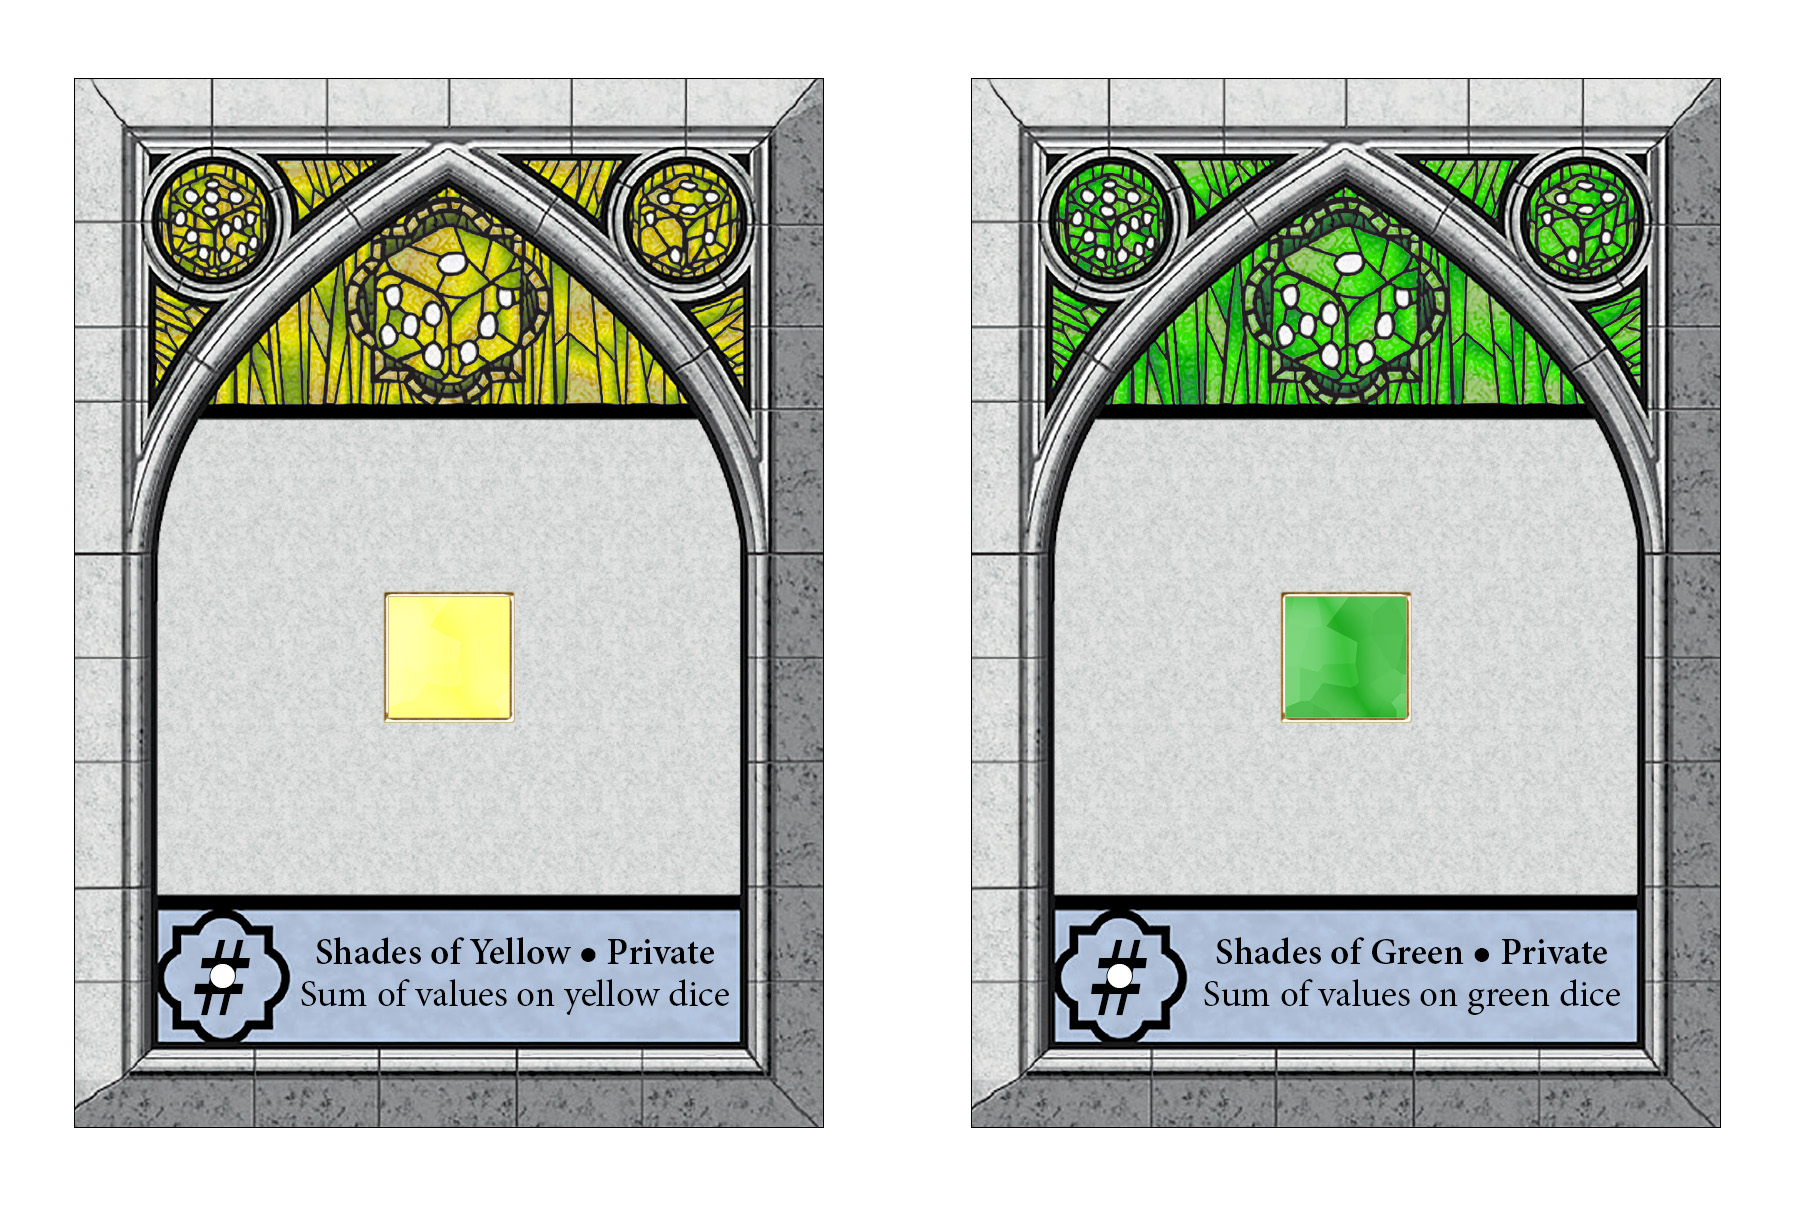 #
Shades of Yellow • Private
Sum of values on yellow dice
#
Shades of Green • Private
Sum of values on green dice